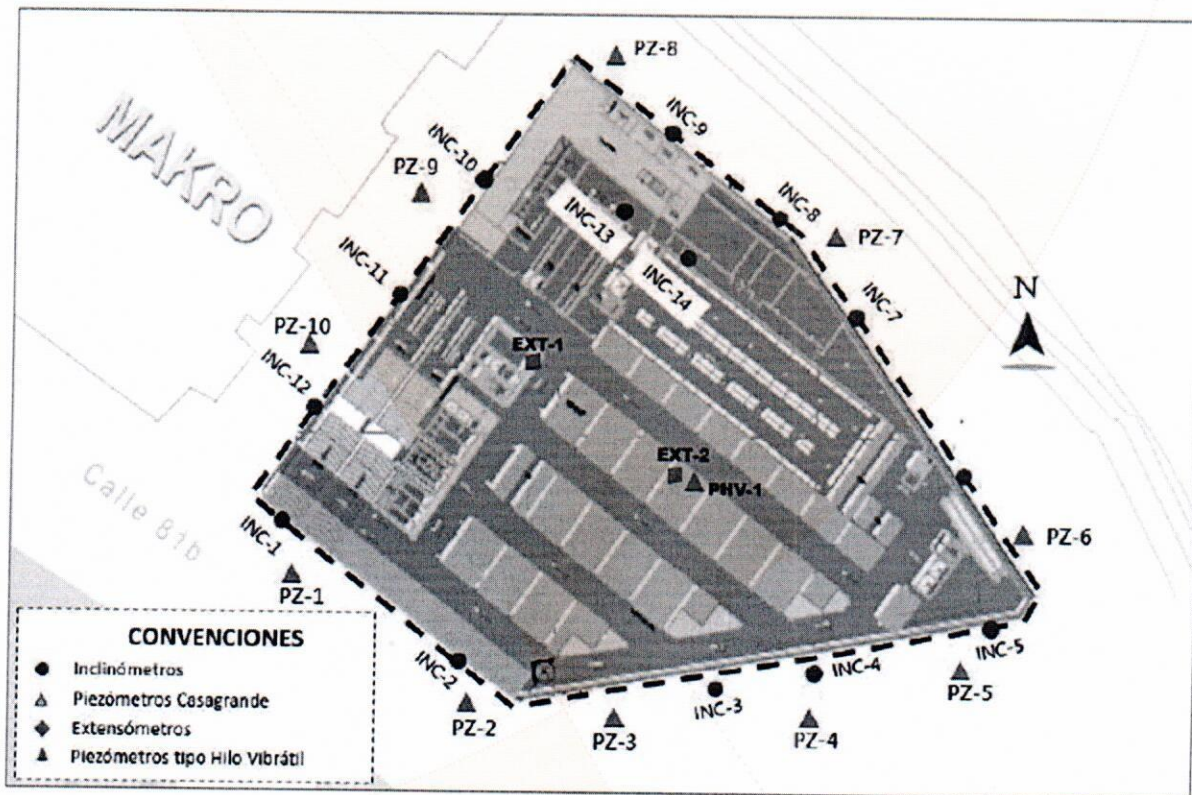 PZ-8
INC-9
INC-10
PZ-9
MAKRO
INC-8
PZ-7
INC-13
INC-14
INC-7
INC-11
N
PZ-10
EXT-1
INC-12
EXT-2
PHV-1
Calle 81b
INC-1
PZ-6
PZ-1
INC-2
PZ-2
PZ-3
INC-3
PZ-4
INC-4
INC-5
PZ-5
CONVENCIONES
Inclinómetros
Piezómetros Casagrande
Extensómetros
Piezómetros tipo Hilo Vibrátil